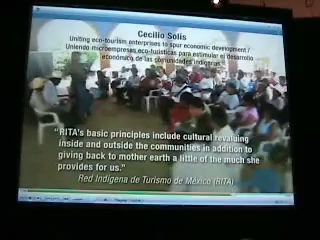 Cecilio Solís
Uniting eco-tourism enterprises to spur economic development /
Uniendo microempresas eco-turísticas para estimular el desarrollo
económico de las comunidades indígenas
"RITA's basic principles include cultural revaluing
inside and outside the communities in addition to
giving back to mother earth a little of the much she
provides for us."
Red Indígena de Turismo de México (RITA)